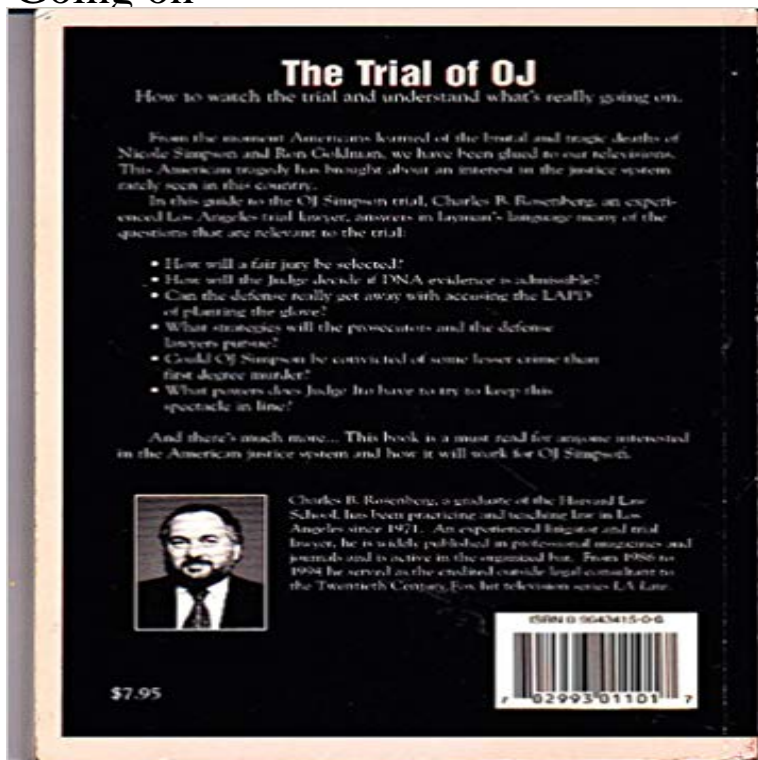 Going on
The Trial of OJ
How to watch the trial and understand what's really going on.
From the moment Americans learned of the brutal and tragic deaths of
Nicole Simpson and Ron Goldman, we have been glued to our televisions.
This American tragedy has brought about an interest in the justice system
rarely seen in this country.
In this guide to the OJ Simpson trial, Charles B. Rosenberg, an experi-
enced Los Angeles trial lawyer, answers in layman's language many of the
questions that are relevant to the trial:
• How will a fair jury be selected?
• How will the Judge decide if DNA evidence is admissible?
• Can the defense really get away with accusing the LAPD
of planting the glove?
• What strategies will the prosecutors and the defense
lawyers pursue?
• Could OJ Simpson be convicted of some lesser crime than
first degree murder?
• What powers does Judge Ito have to try to keep this
spectacle in line?
And there's much more... This book is a must read for anyone interested
in the American justice system and how it will work for OJ Simpson.
Charles B. Rosenberg, a graduate of the Harvard Law
School, has been practicing and teaching law in Los
Angeles since 1971. An experienced litigator and trial
lawyer, he is widely published in professional magazines and
journals and is active in the organized bar. From 1986 to
1994 he served as the credited outside legal consultant to
the Twentieth Century Fox hit television series LA Law.
ISBN 0-9643415-0-6
$7.95
7 02993 01101 7